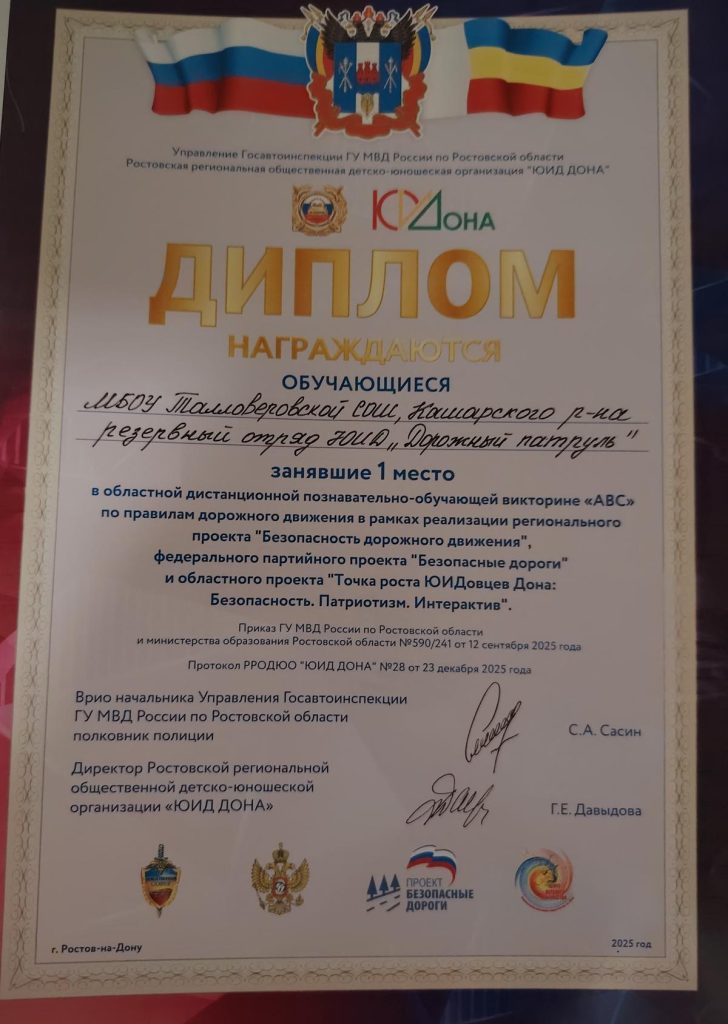 Управление Госавтоинспекции ГУ МВД России по Ростовской области
Ростовская региональная общественная детско-юношеская организация "ЮИД ДОНА"
ЮИДОНА
ДИПЛОМ
НАГРАЖДАЮТСЯ
ОБУЧАЮЩИЕСЯ
МБОУ Талловеровской СОШ, Кашарского р-на
резервный отряд ЮИД „Дорожный патруль"
занявшие 1 место
в областной дистанционной познавательно-обучающей викторине «АВС»
по правилам дорожного движения в рамках реализации регионального
проекта "Безопасность дорожного движения",
федерального партийного проекта "Безопасные дороги"
и областного проекта "Точка роста ЮИДовцев Дона:
Безопасность. Патриотизм. Интерактив".
Приказ ГУ МВД России по Ростовской области
и министерства образования Ростовской области №590/241 от 12 сентября 2025 года
Протокол РРОДЮОО "ЮИД ДОНА" №28 от 23 декабря 2025 года
Врио начальника Управления Госавтоинспекции
ГУ МВД России по Ростовской области
полковник полиции
С.А. Сасин
Директор Ростовской региональной
общественной детско-юношеской
организации «ЮИД ДОНА»
Г.Е. Давыдова
ПРОЕКТ
БЕЗОПАСНЫЕ
ДОРОГИ
г. Ростов-на-Дону
2025 год